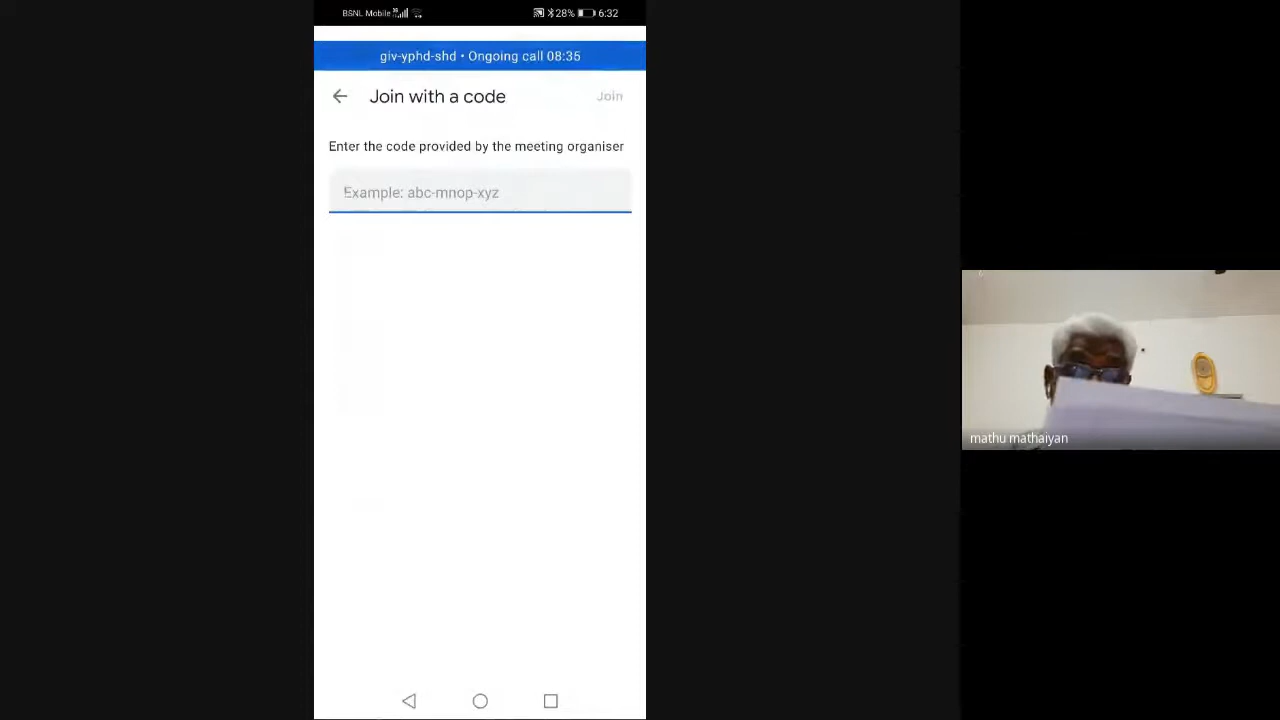 BSNL Mobile 28% 6:32
giv-yphd-shd • Ongoing call 08:35
Join with a code Join
Enter the code provided by the meeting organiser
Example: abc-mnop-xyz
mathu mathaiyan